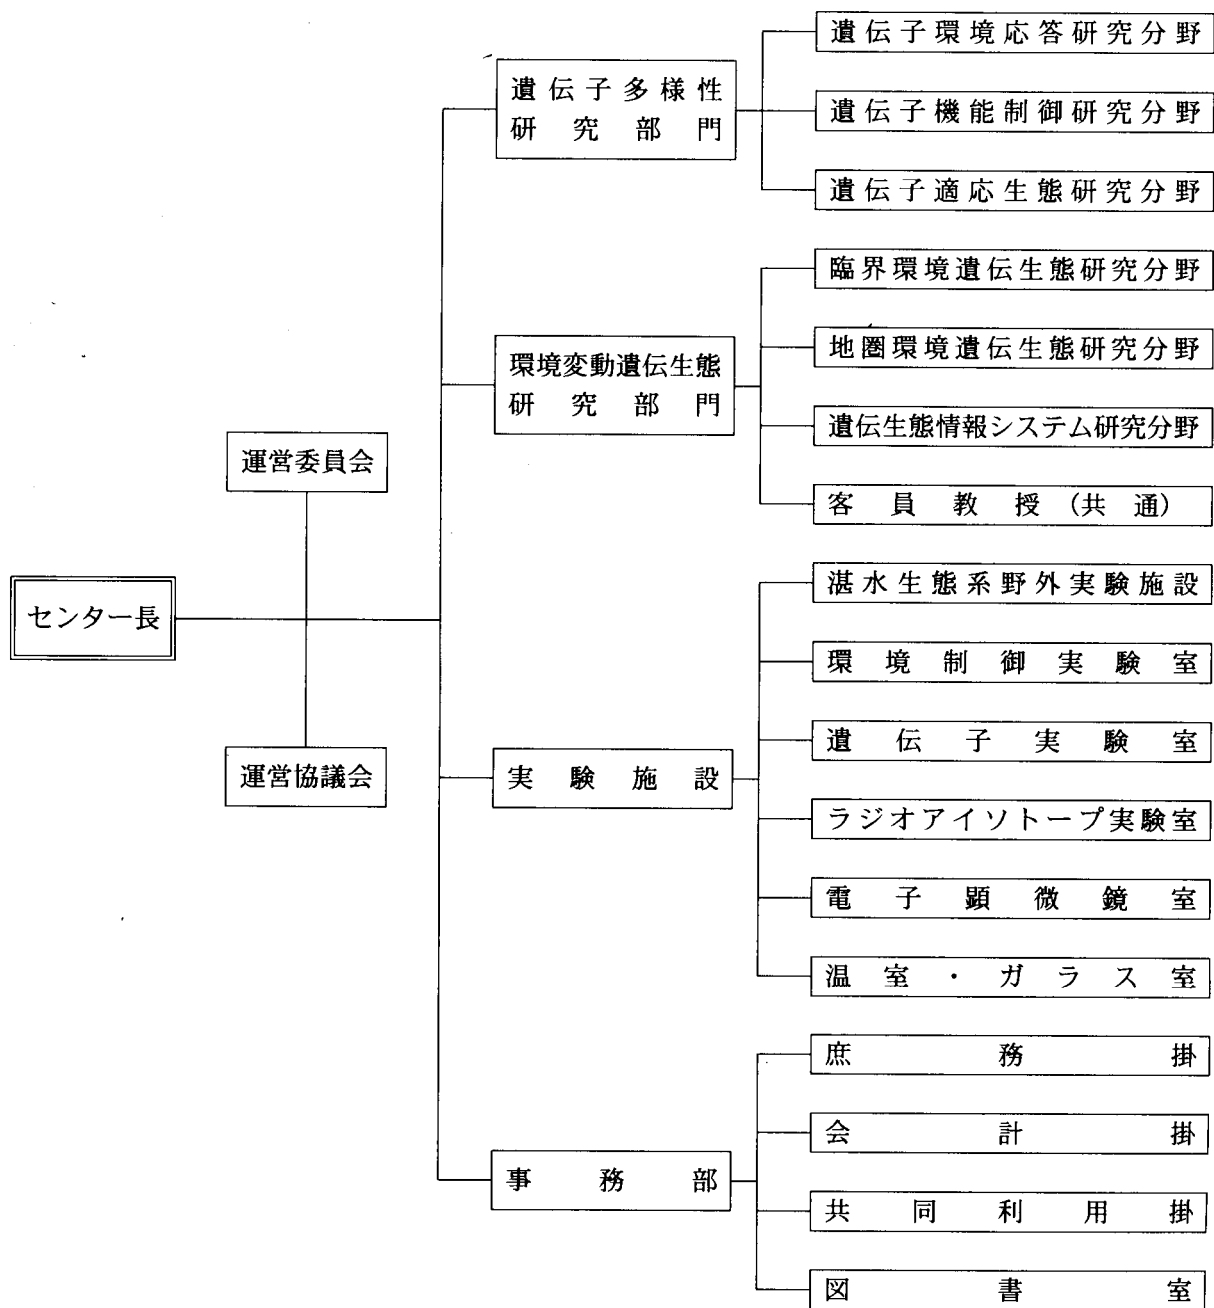 センター長
運営委員会
運営協議会
遺伝子多様性
研究部門
遺伝子環境応答研究分野
遺伝子機能制御研究分野
遺伝子適応生態研究分野
環境変動遺伝生態
研究部門
臨界環境遺伝生態研究分野
地圏環境遺伝生態研究分野
遺伝生態情報システム研究分野
客員教授(共通)
実験施設
湛水生態系野外実験施設
環境制御実験室
遺伝子実験室
ラジオアイソトープ実験室
電子顕微鏡室
温室・ガラス室
事務部
庶務掛
会計掛
共同利用掛
図書室